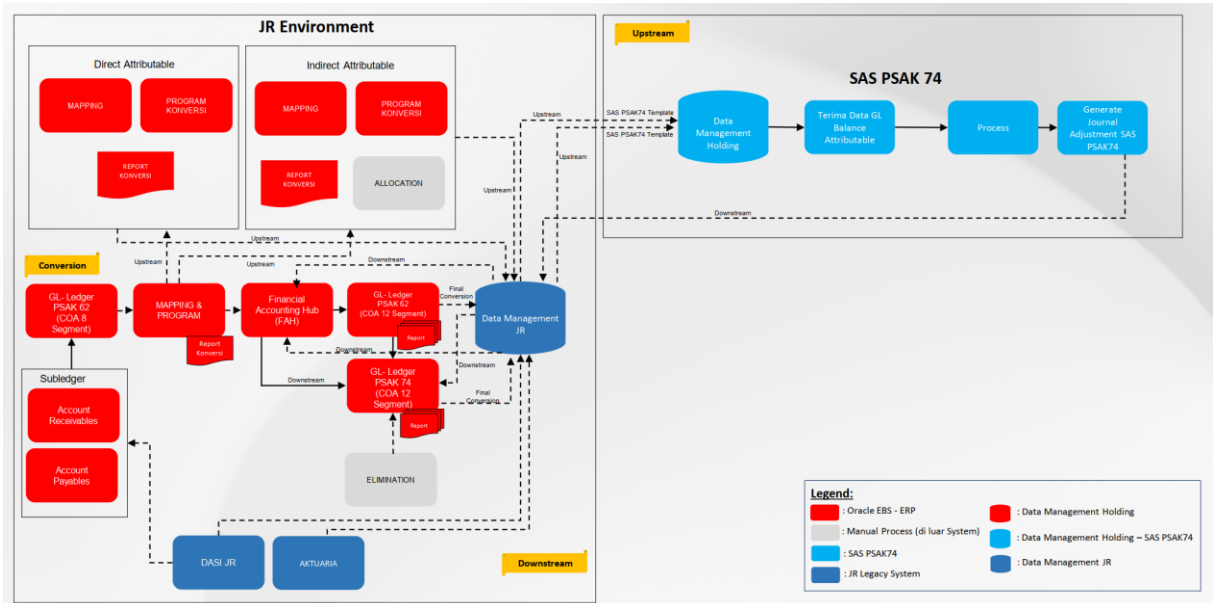 JR Environment
Direct Attributable
MAPPING
PROGRAM
KONVERSI
REPORT
KONVERSI
Indirect Attributable
MAPPING
PROGRAM
KONVERSI
REPORT
KONVERSI
ALLOCATION
Upstream
Upstream
Upstream
Upstream
Upstream
Upstream
Upstream
Downstream
Conversion
GL- Ledger
PSAK 62
(COA 8
Segment)
MAPPING &
PROGRAM
Report
Konversi
Financial
Accounting Hub
(FAH)
GL- Ledger
PSAK 62
(COA 12 Segment)
Report
Final
Conversion
Data Management
JR
Downstream
Downstream
Downstream
GL- Ledger
PSAK 74
(COA 12
Segment)
Report
Final
Conversion
Subledger
Account
Receivables
Account
Payables
ELIMINATION
DASI JR
AKTUARIA
Downstream
Upstream
SAS PSAK 74
SAS PSAK74 Template
SAS PSAK74 Template
Data
Management
Holding
Terima Data GL
Balance
Attributable
Process
Generate
Journal
Adjustment SAS
PSAK74
Downstream
Legend:
: Oracle EBS - ERP
: Manual Process (di luar System)
: SAS PSAK74
: JR Legacy System
: Data Management Holding
: Data Management Holding – SAS PSAK74
: Data Management JR